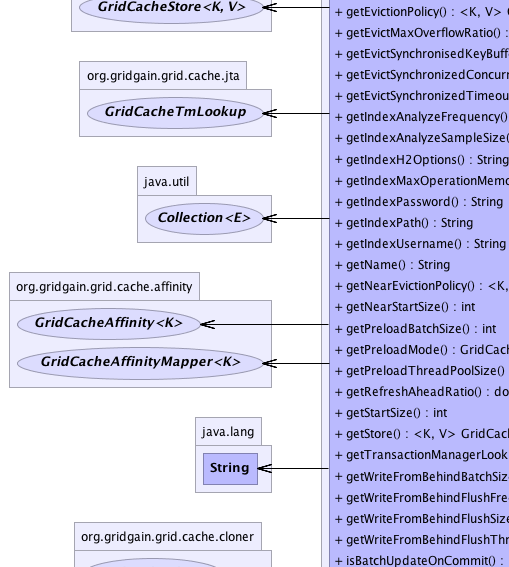 GridCacheStore<K, V>
org.gridgain.grid.cache.jta
GridCacheTmLookup
java.util
Collection<E>
org.gridgain.grid.cache.affinity
GridCacheAffinity<K>
GridCacheAffinityMapper<K>
java.lang
String
org.gridgain.grid.cache.cloner
+ getEvictionPolicy() : <K, V>
+ getEvictMaxOverflowRatio() :
+ getEvictSynchronisedKeyBuff
+ getEvictSynchronizedConcurr
+ getEvictSynchronizedTimeou
+ getIndexAnalyzeFrequency()
+ getIndexAnalyzeSampleSize(
+ getIndexH2Options() : String
+ getIndexMaxOperationMemo
+ getIndexPassword() : String
+ getIndexPath() : String
+ getIndexUsername() : String
+ getName() : String
+ getNearEvictionPolicy() : <K,
+ getNearStartSize() : int
+ getPreloadBatchSize() : int
+ getPreloadMode() : GridCach
+ getPreloadThreadPoolSize()
+ getRefreshAheadRatio() : do
+ getStartSize() : int
+ getStore() : <K, V> GridCach
+ getTransactionManagerLook
+ getWriteFromBehindBatchSiz
+ getWriteFromBehindFlushFre
+ getWriteFromBehindFlushSize
+ getWriteFromBehindFlushThr
+ isBatchUpdateOnCommit() :